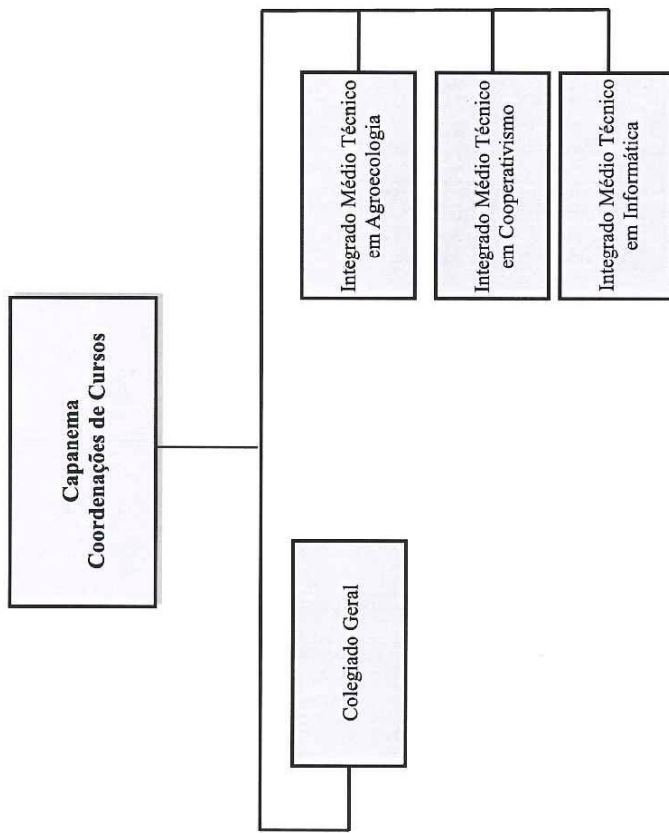 Capanema
Coordenações de Cursos
Colegiado Geral
Integrado Médio Técnico
em Agroecologia
Integrado Médio Técnico
em Cooperativismo
Integrado Médio Técnico
em Informática